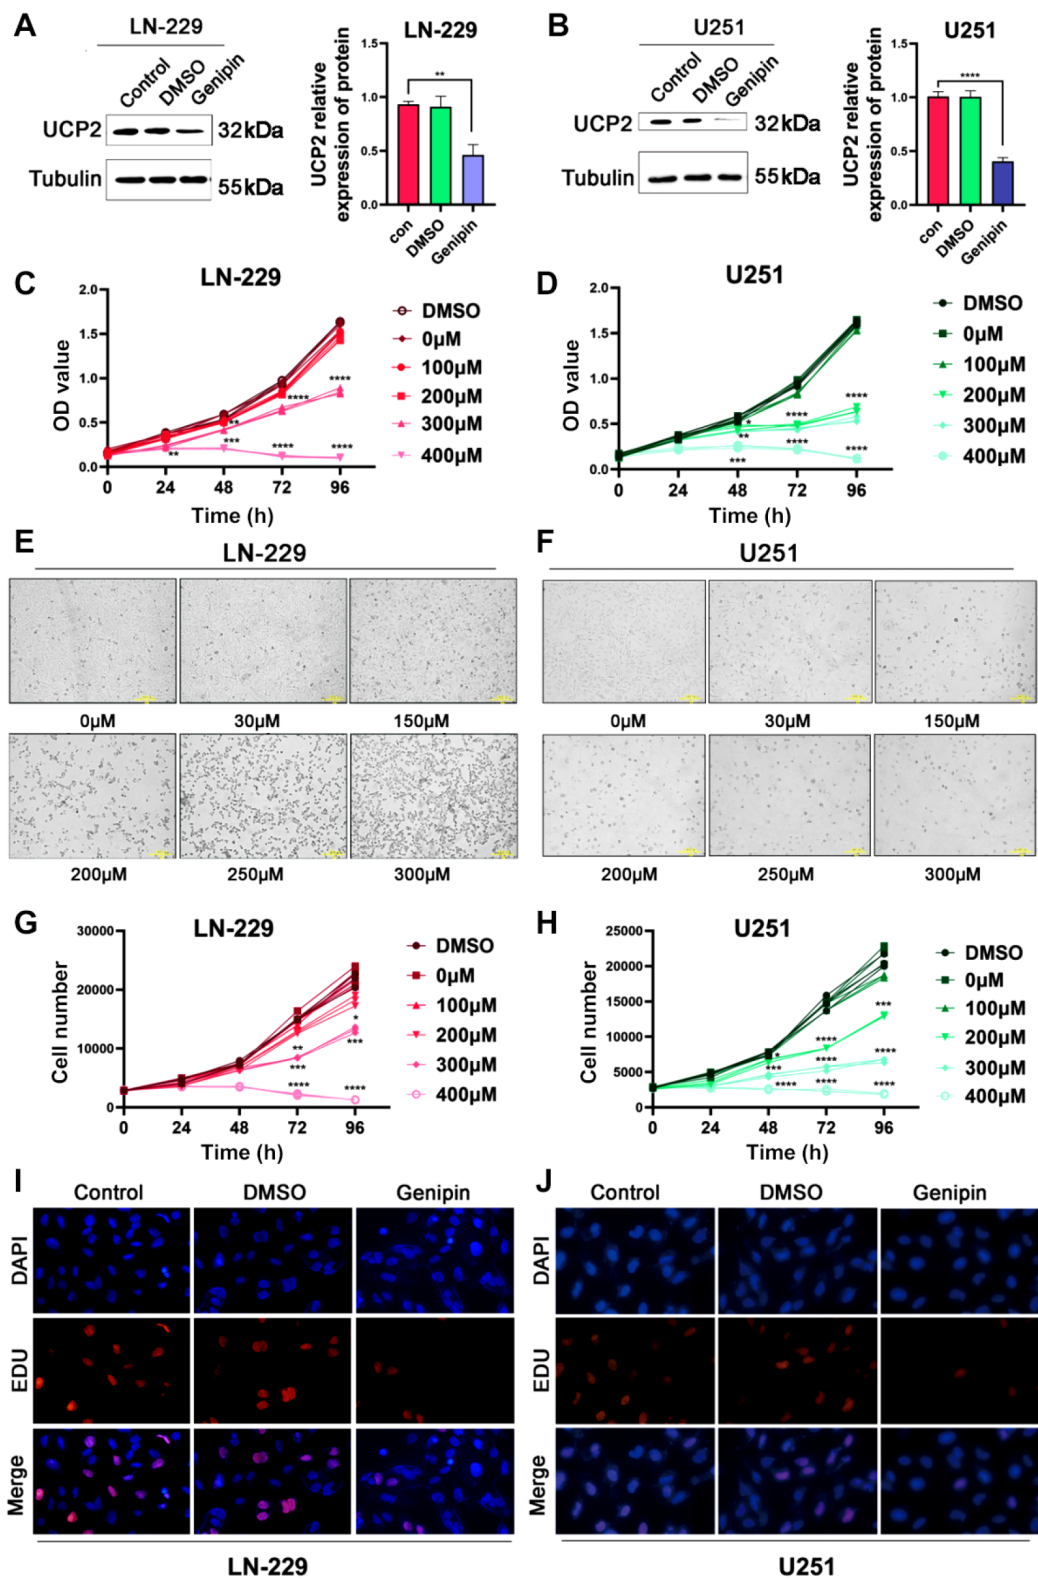 A
LN-229
Control
DMSO
Genipin
UCP2
32kDa
Tubulin
55kDa
LN-229
UCP2 relative
expression of protein
1.5
1.0
0.5
0.0
**
con
DMSO
Genipin
B
U251
Control
DMSO
Genipin
UCP2
32kDa
Tubulin
55kDa
U251
UCP2 relative
expression of protein
1.5
1.0
0.5
0.0
****
con
DMSO
Genipin
C
LN-229
OD value
2.0
1.5
1.0
0.5
0.0
0
24
48
72
96
Time (h)
**
**
***
****
****
****
****
DMSO
0μM
100μM
200μM
300μM
400μM
D
U251
OD value
2.0
1.5
1.0
0.5
0.0
0
24
48
72
96
Time (h)
*
**
***
****
****
****
****
DMSO
0μM
100μM
200μM
300μM
400μM
E
LN-229
0μM
30μM
150μM
200μM
250μM
300μM
F
U251
0μM
30μM
150μM
200μM
250μM
300μM
G
LN-229
Cell number
30000
20000
10000
0
0
24
48
72
96
Time (h)
**
***
****
*
***
****
DMSO
0μM
100μM
200μM
300μM
400μM
H
U251
Cell number
25000
20000
15000
10000
5000
0
0
24
48
72
96
Time (h)
*
***
****
****
****
****
***
****
****
DMSO
0μM
100μM
200μM
300μM
400μM
I
Control
DMSO
Genipin
DAPI
EDU
Merge
LN-229
J
Control
DMSO
Genipin
DAPI
EDU
Merge
U251